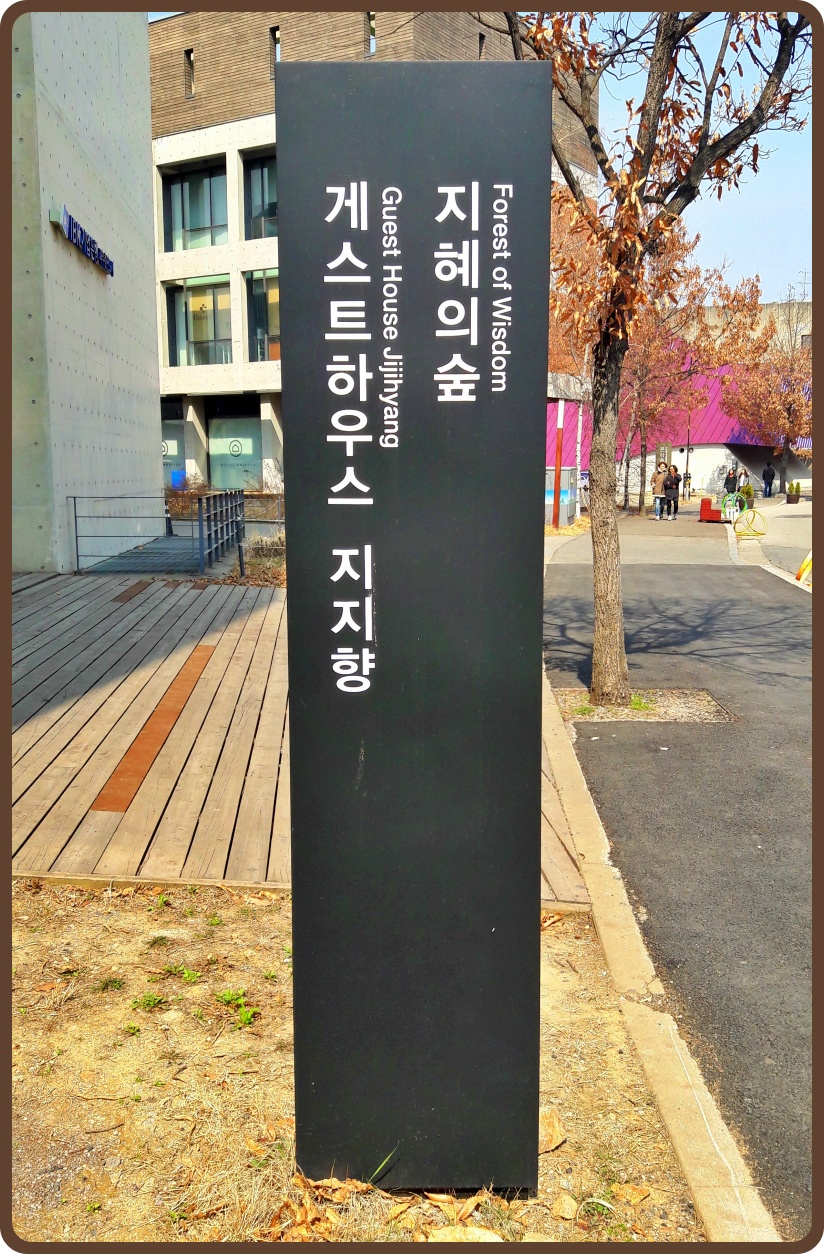 지혜의숲
Forest of Wisdom
게스트하우스 지지향
Guest House Jijihyang